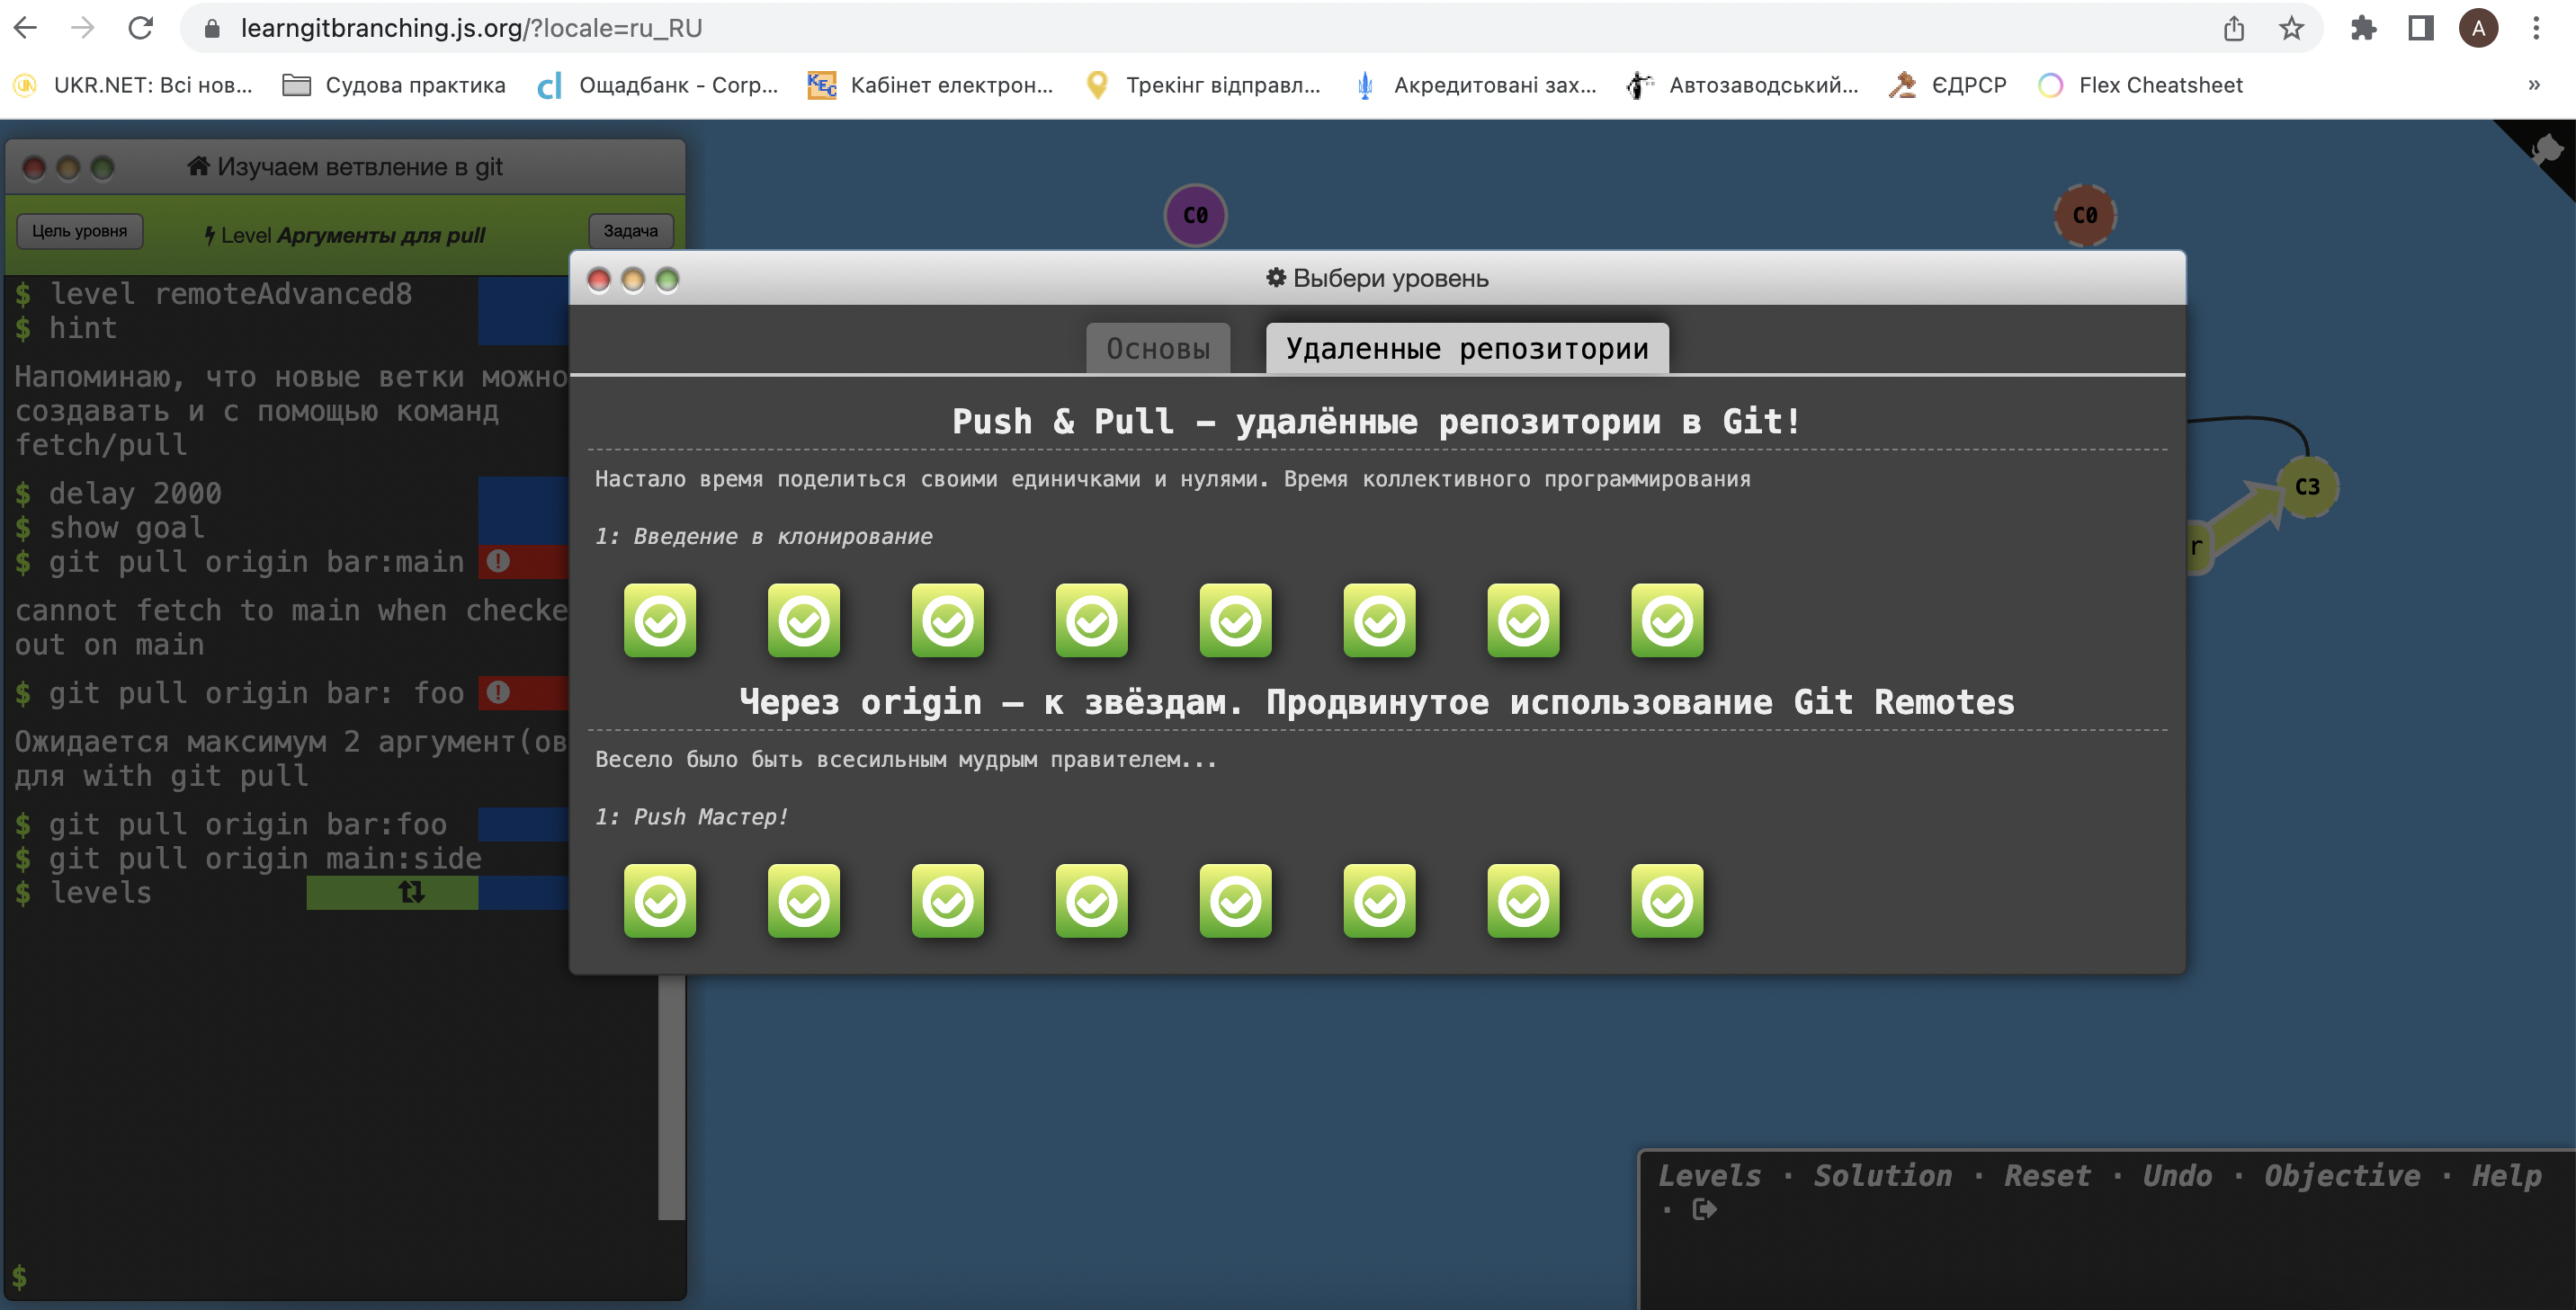 learngitbranching.js.org/?locale=ru_RU
A
UKR.NET: Всі нов...
Судова практика
Ощадбанк - Corp...
Кабінет електрон...
Трекінг відправл...
Акредитовані зах...
Автозаводський...
ЄДРСР
Flex Cheatsheet
»
Изучаем ветвление в git
Цель уровня
Level Аргументы для pull
Задача
$ level remoteAdvanced8
$ hint
Напоминаю, что новые ветки можно
создавать и с помощью команд
fetch/pull
$ delay 2000
$ show goal
$ git pull origin bar:main
cannot fetch to main when checke
out on main
$ git pull origin bar: foo
Ожидается максимум 2 аргумент(ов
для with git pull
$ git pull origin bar:foo
$ git pull origin main:side
$ levels
$
C0
C0
C3
r
Выбери уровень
Основы
Удаленные репозитории
Push & Pull — удалённые репозитории в Git!
Настало время поделиться своими единичками и нулями. Время коллективного программирования
1: Введение в клонирование
Через origin – к звёздам. Продвинутое использование Git Remotes
Весело было быть всесильным мудрым правителем...
1: Push Мастер!
Levels · Solution · Reset · Undo · Objective · Help
·